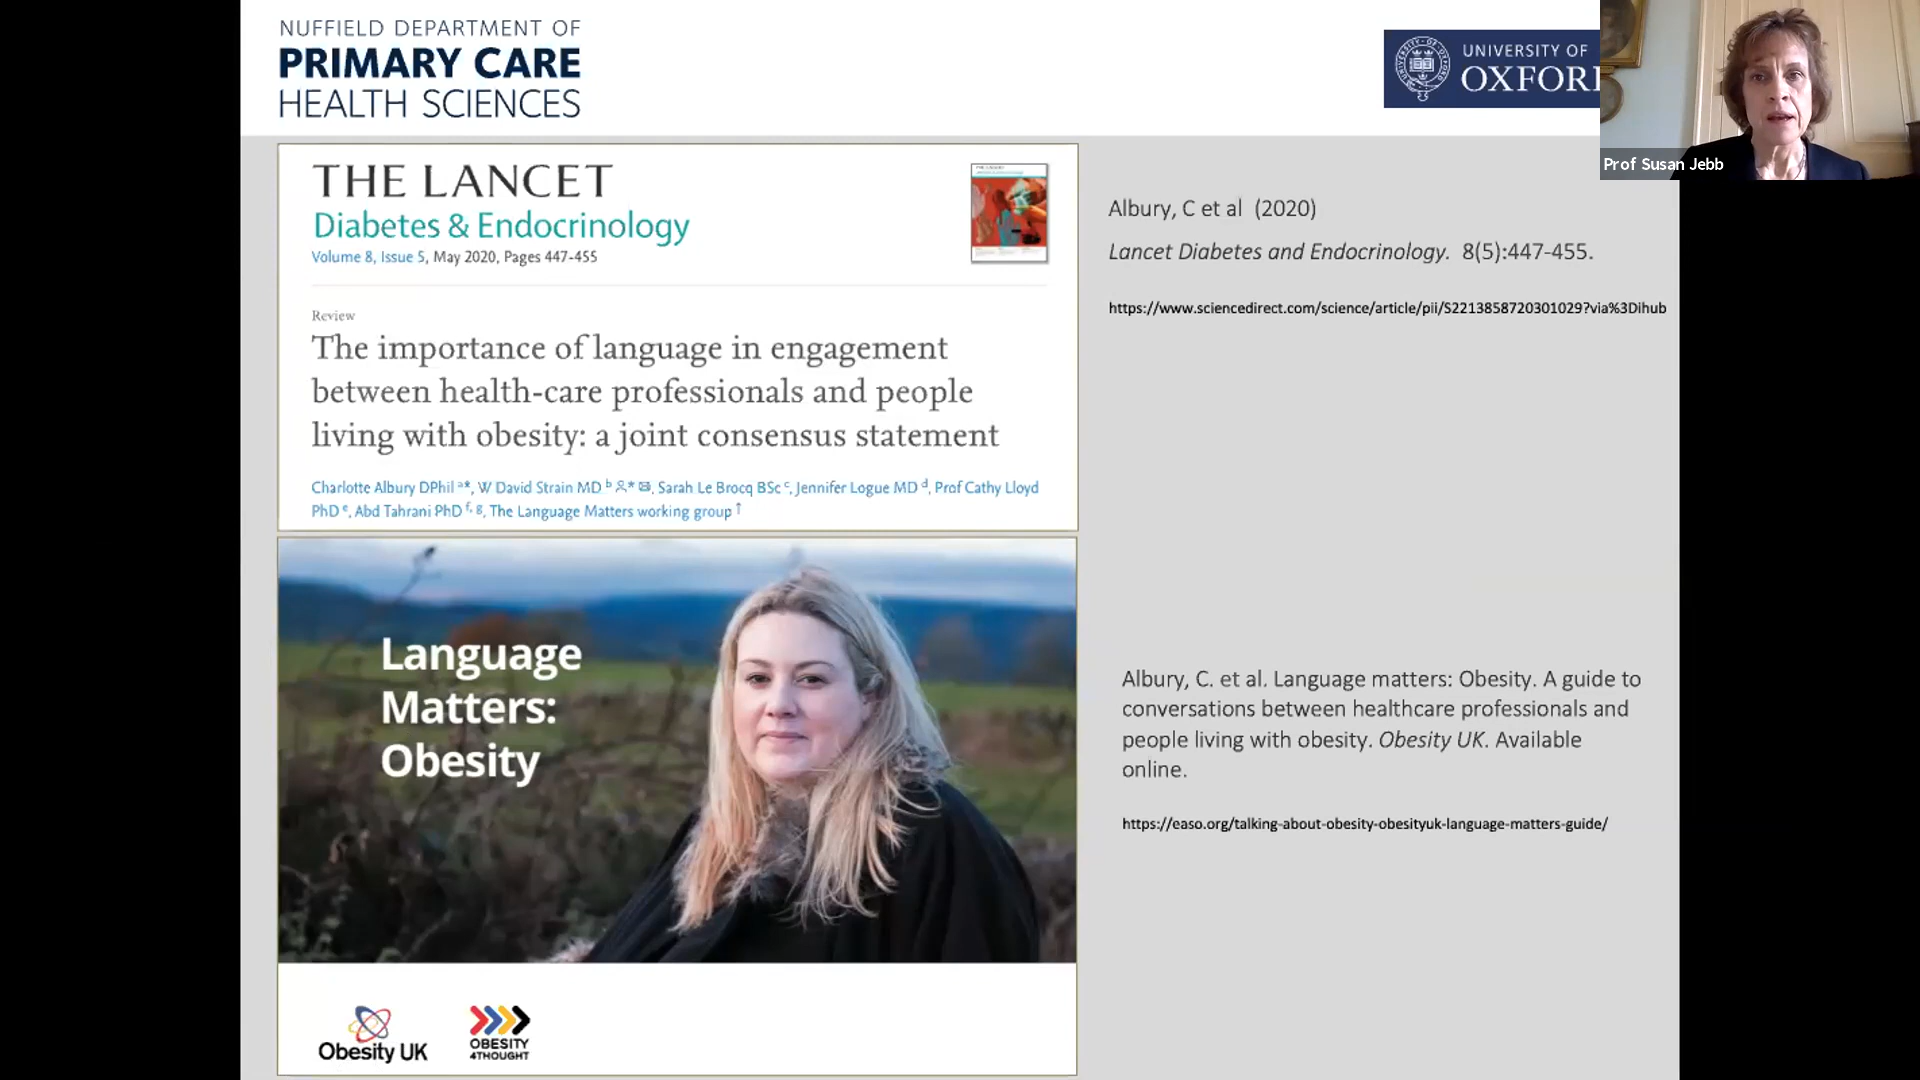 NUFFIELD DEPARTMENT OF
PRIMARY CARE
HEALTH SCIENCES
UNIVERSITY OF
OXFOR
Prof Susan Jebb
THE LANCET
Diabetes & Endocrinology
Volume 8, Issue 5, May 2020, Pages 447-455
Review
The importance of language in engagement
between health-care professionals and people
living with obesity: a joint consensus statement
Charlotte Albury DPhil a*, W David Strain MD b *, Sarah Le Brocq BSc c, Jennifer Logue MD d, Prof Cathy Lloyd
PhD e, Abd Tahrani PhD f, g, The Language Matters working group †
Albury, C et al (2020)
Lancet Diabetes and Endocrinology. 8(5):447-455.
https://www.sciencedirect.com/science/article/pii/S2213858720301029?via%3Dihub
Language
Matters:
Obesity
Obesity UK
OBESITY
4THOUGHT
Albury, C. et al. Language matters: Obesity. A guide to
conversations between healthcare professionals and
people living with obesity. Obesity UK. Available
online.
https://easo.org/talking-about-obesity-obesityuk-language-matters-guide/